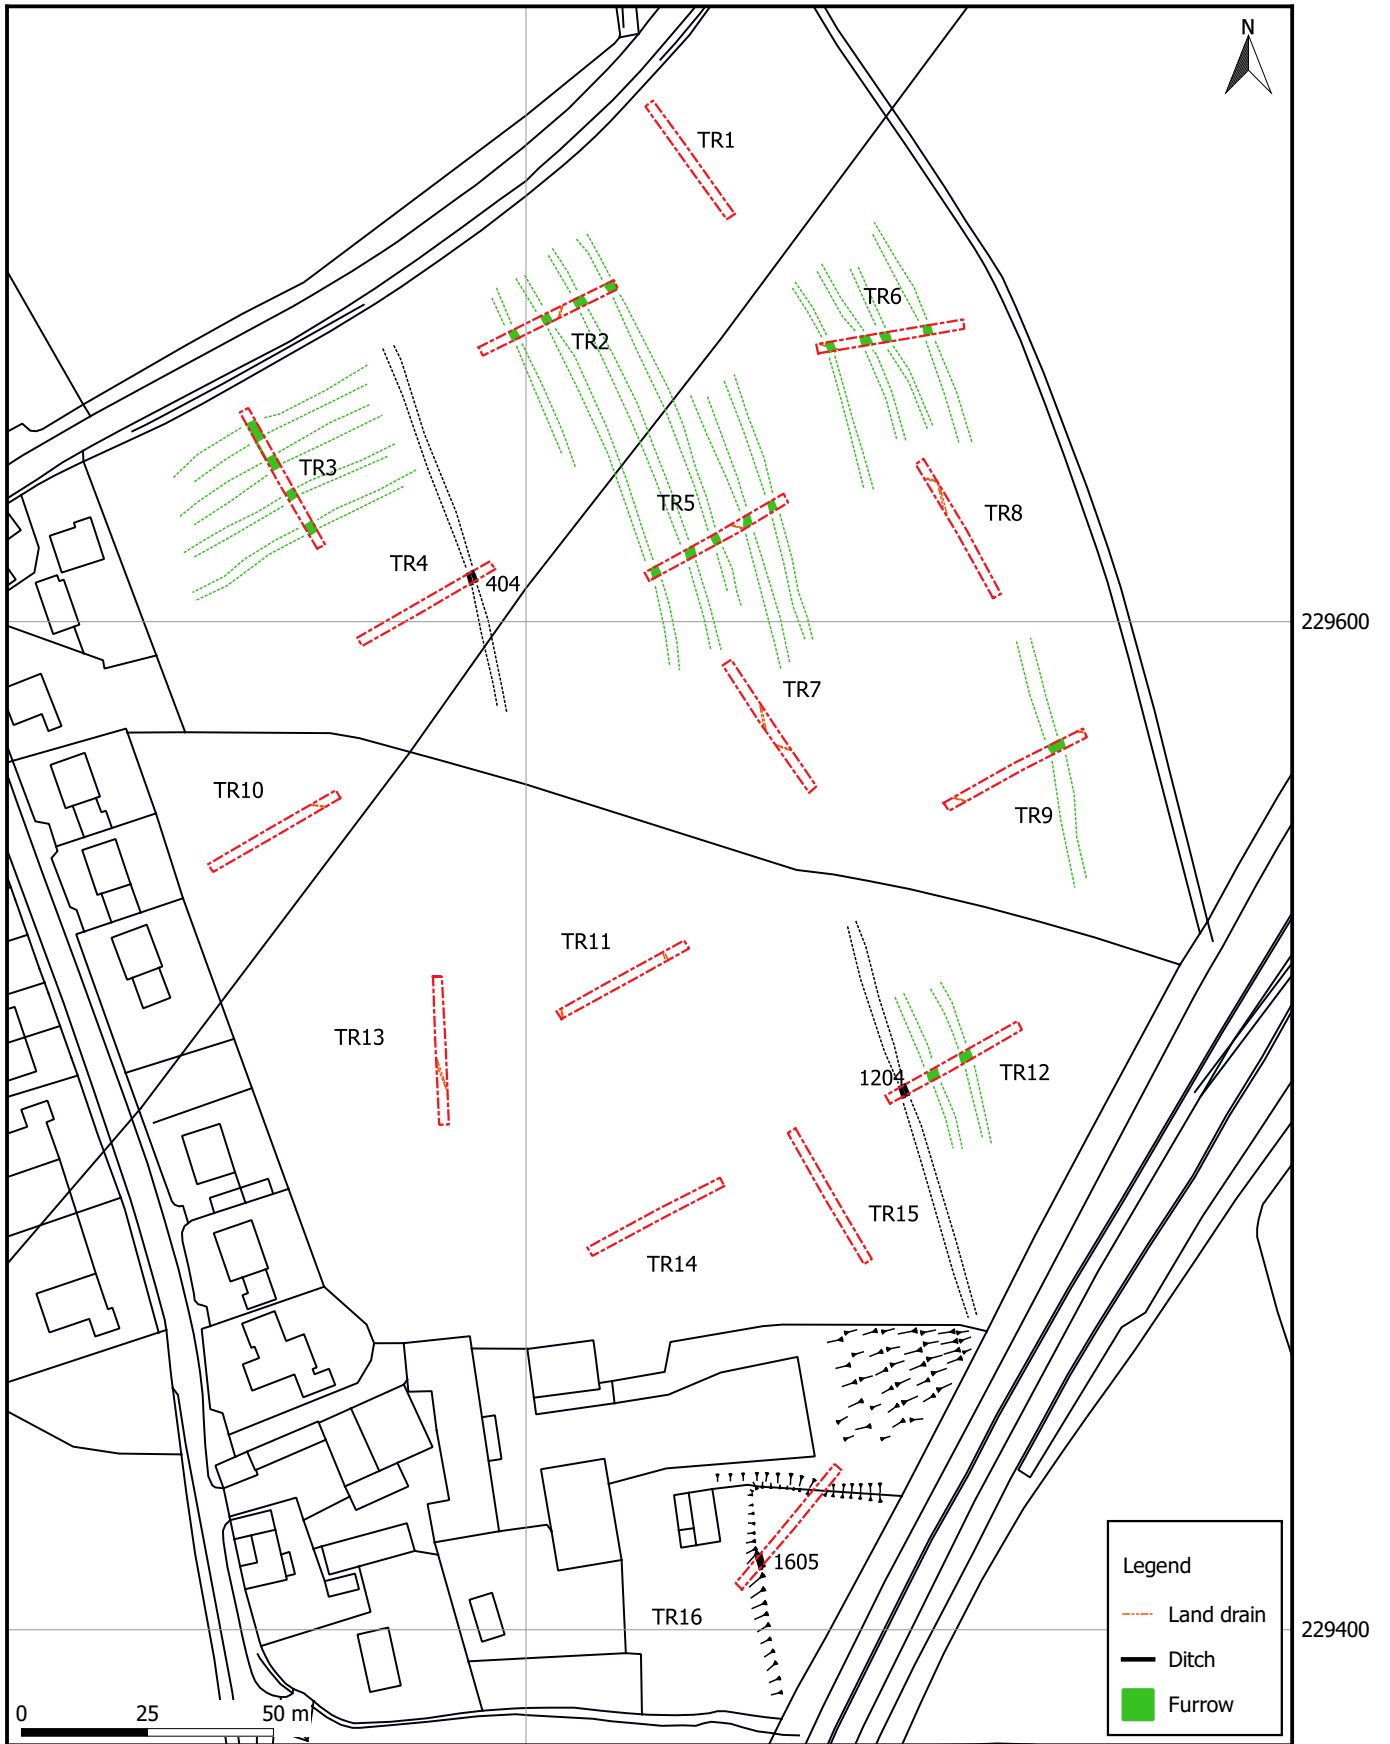 N
TR1
TR6
TR2
TR3
TR5
TR8
TR4
404
229600
TR7
TR10
TR9
TR11
TR13
1204
TR12
TR15
TR14
1605
TR16
229400
Legend
Land drain
Ditch
Furrow
0 25 50 m